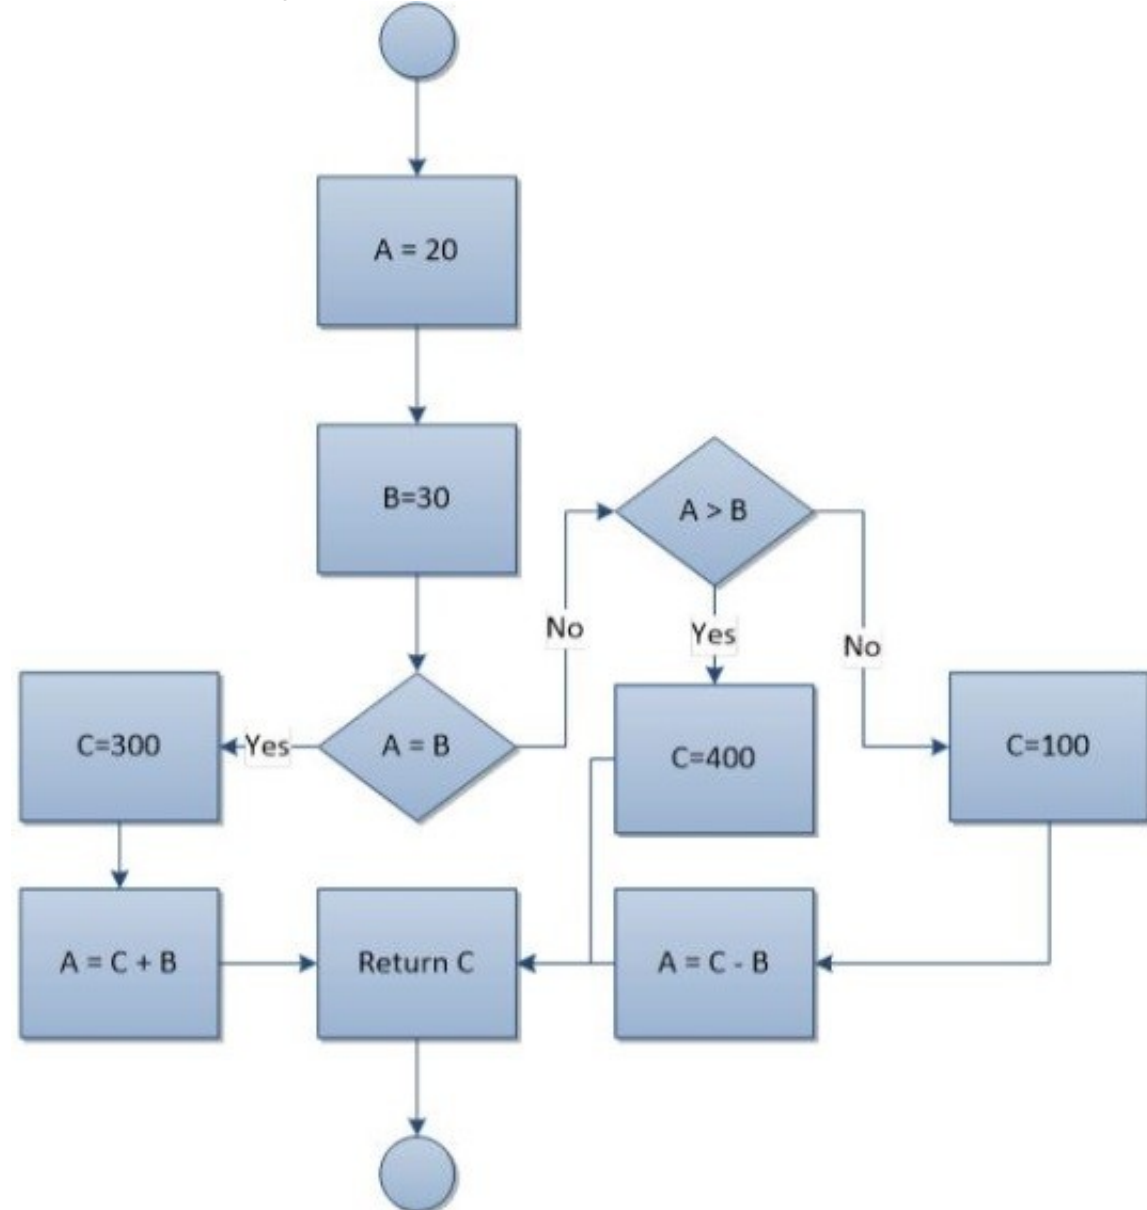 A = 20
B=30
A > B
No
Yes
No
C=300
Yes
A = B
C=400
C=100
A = C + B
Return C
A = C - B